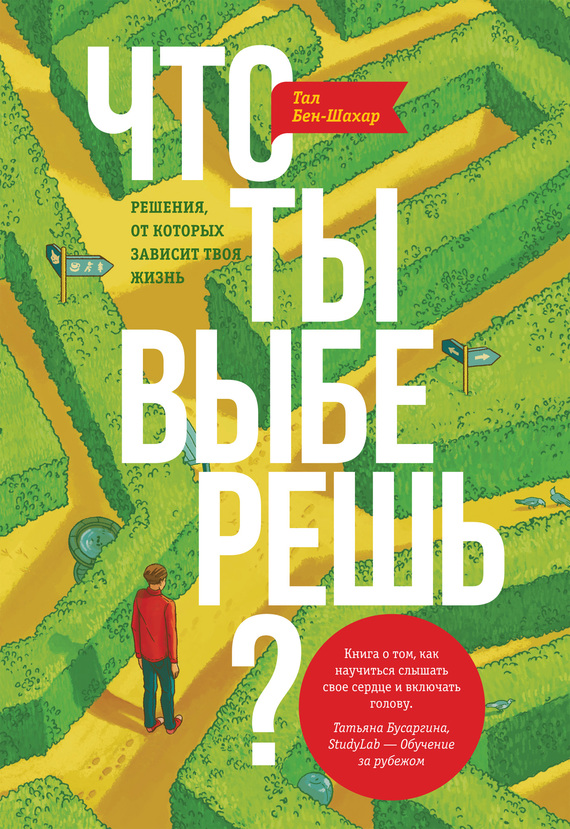 ЧТО
Тал
Бен-Шахар
ТЫ
РЕШЕНИЯ,
ОТ КОТОРЫХ
ЗАВИСИТ ТВОЯ
ЖИЗНЬ
ВЫБЕ
РЕШЬ
?
Книга о том, как
научиться слышать
свое сердце и включать
голову.
Татьяна Бусаргина,
StudyLab — Обучение
за рубежом